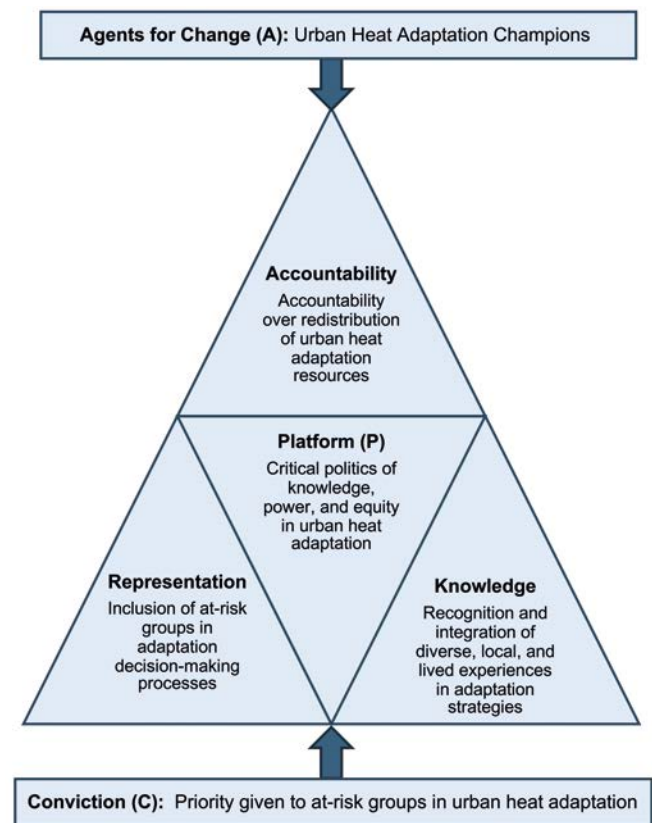 Agents for Change (A): Urban Heat Adaptation Champions
Accountability
Accountability
over redistribution
of urban heat
adaptation
resources
Platform (P)
Critical politics of
knowledge,
power, and equity
in urban heat
adaptation
Representation
Inclusion of at-risk
groups in
adaptation
decision-making
processes
Knowledge
Recognition and
integration of
diverse, local, and
lived experiences
in adaptation
strategies
Conviction (C): Priority given to at-risk groups in urban heat adaptation